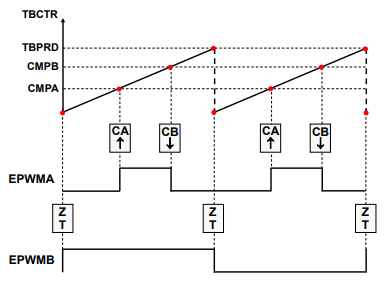 TBCTR
TBPRD
CMPB
CMPA
CA CB CA CB
EPWMA
Z Z Z
T T T
EPWMB